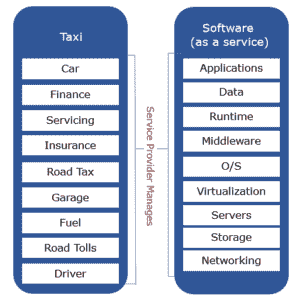 Taxi
Car
Finance
Servicing
Insurance
Road Tax
Garage
Fuel
Road Tolls
Driver
Service Provider Manages
Software
(as a service)
Applications
Data
Runtime
Middleware
O/S
Virtualization
Servers
Storage
Networking